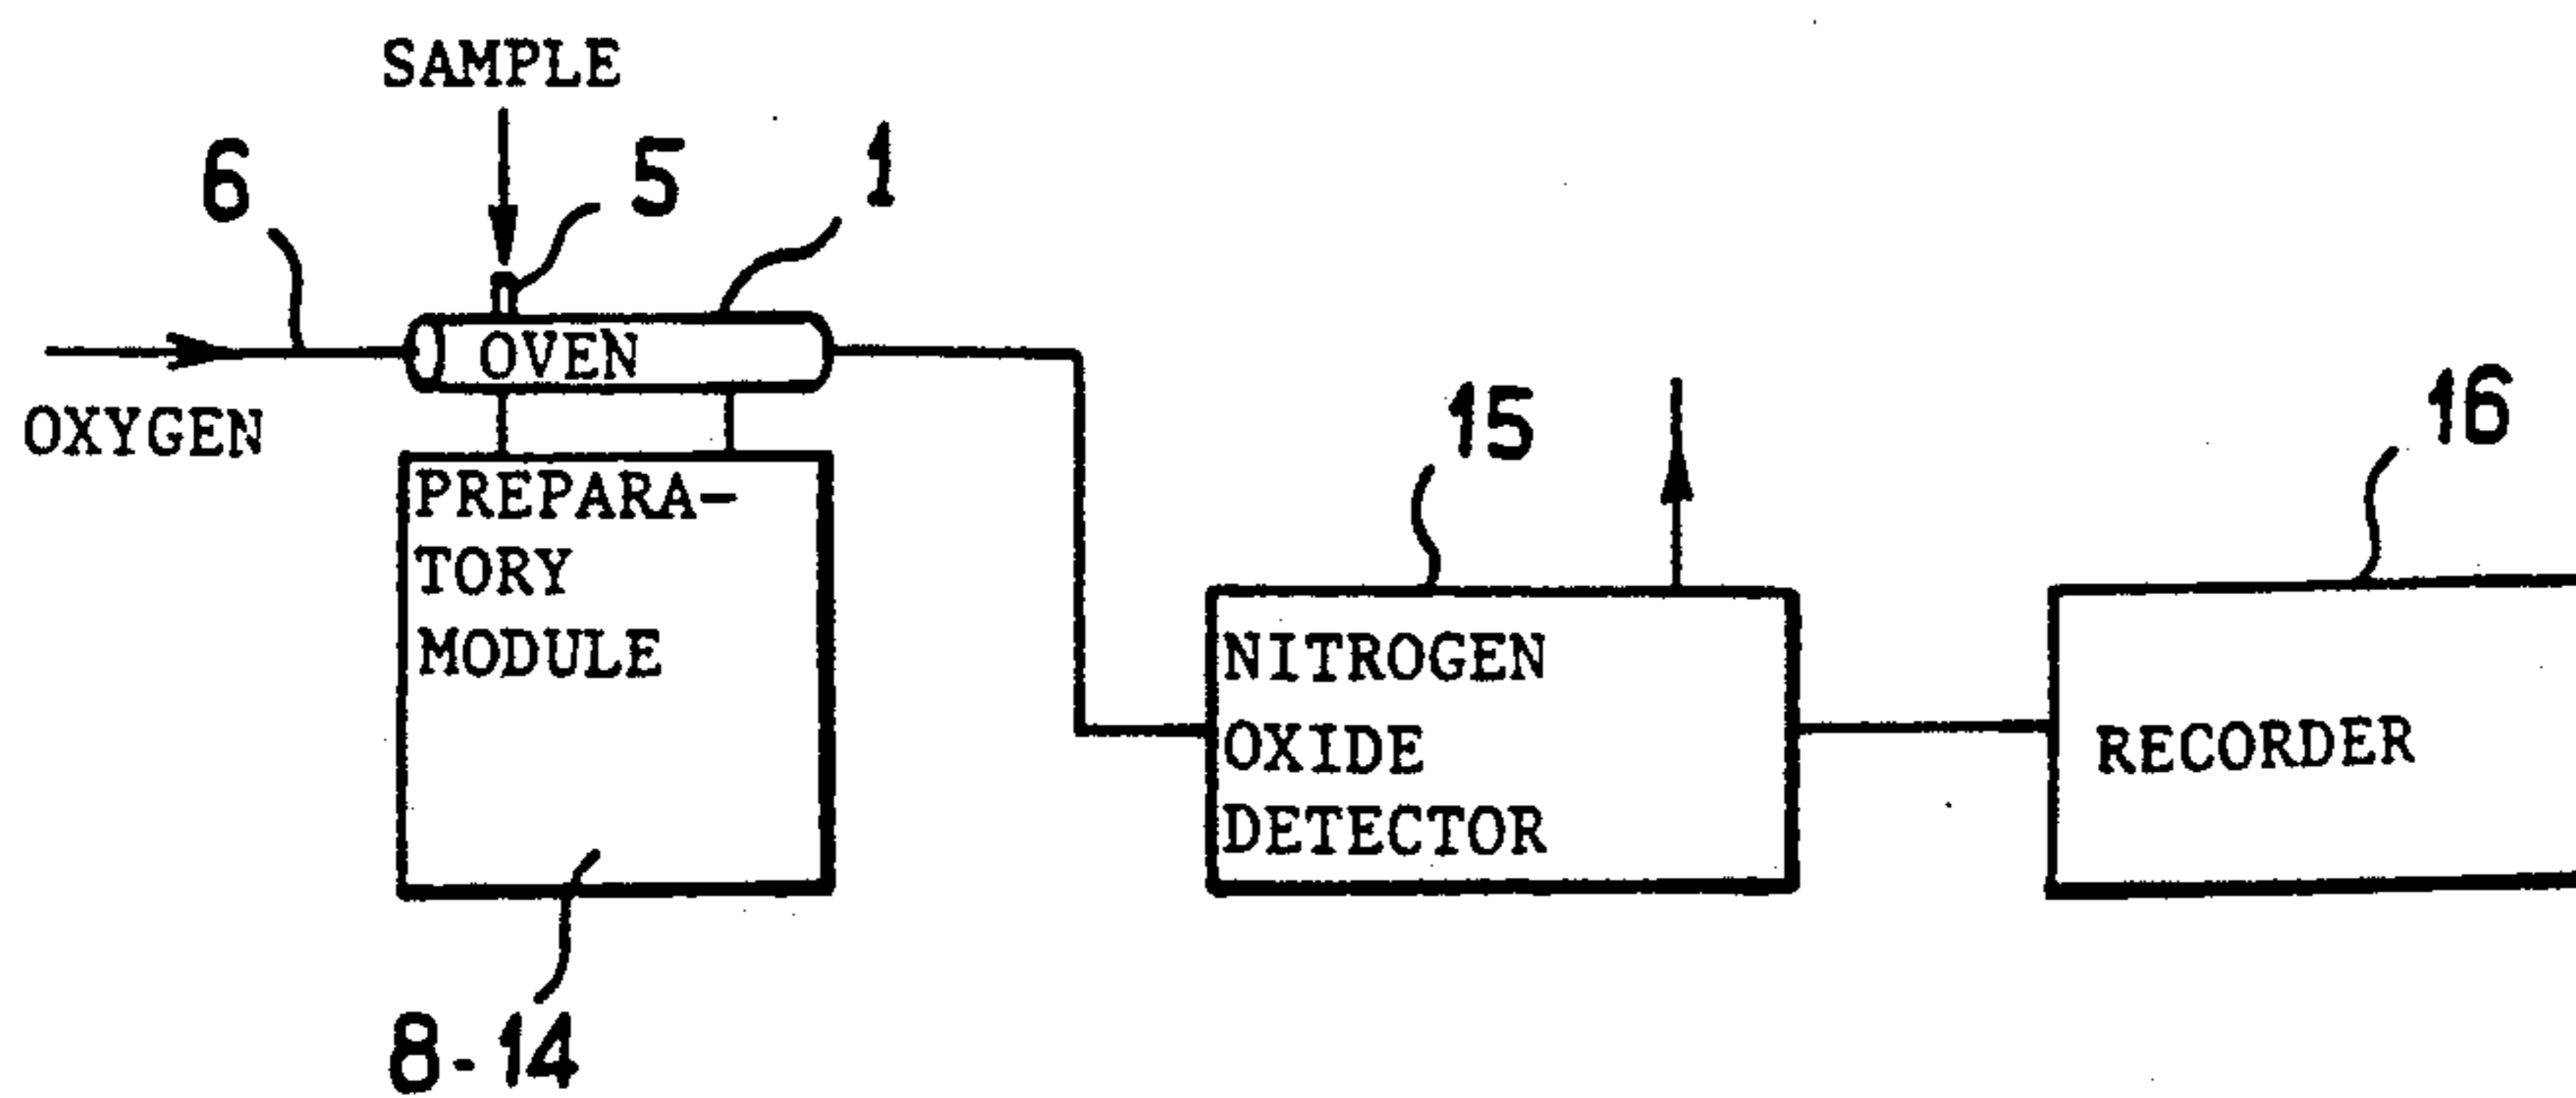 SAMPLE
6
5
1
OVEN
OXYGEN
PREPARA-
TORY
MODULE
8-14
15
NITROGEN
OXIDE
DETECTOR
16
RECORDER